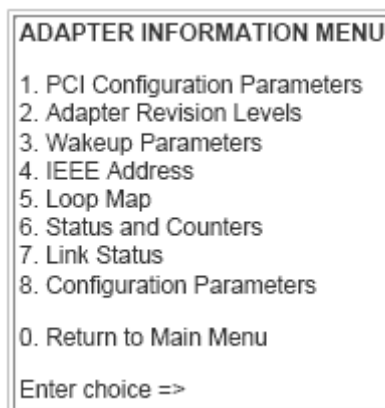 ADAPTER INFORMATION MENU
1. PCI Configuration Parameters
2. Adapter Revision Levels
3. Wakeup Parameters
4. IEEE Address
5. Loop Map
6. Status and Counters
7. Link Status
8. Configuration Parameters
0. Return to Main Menu
Enter choice =>